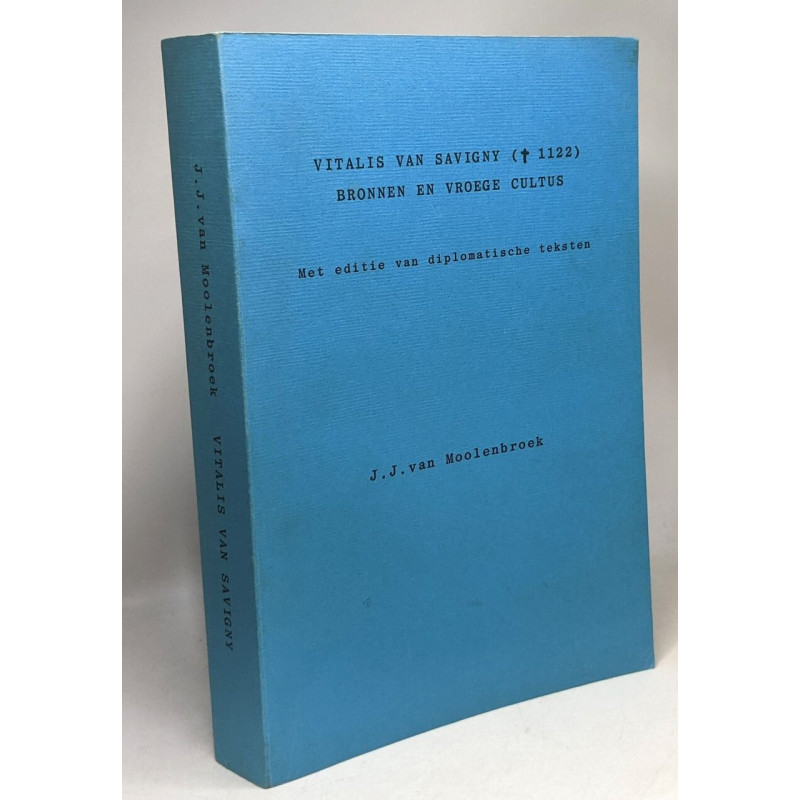 VITALIS VAN SAVIGNY († 1122)
BRONNEN EN VROEGE CULTUS
Met editie van diplomatische teksten
J.J.van Moolenbroek
J.J.van Moolenbroek VITALIS VAN SAVIGNY